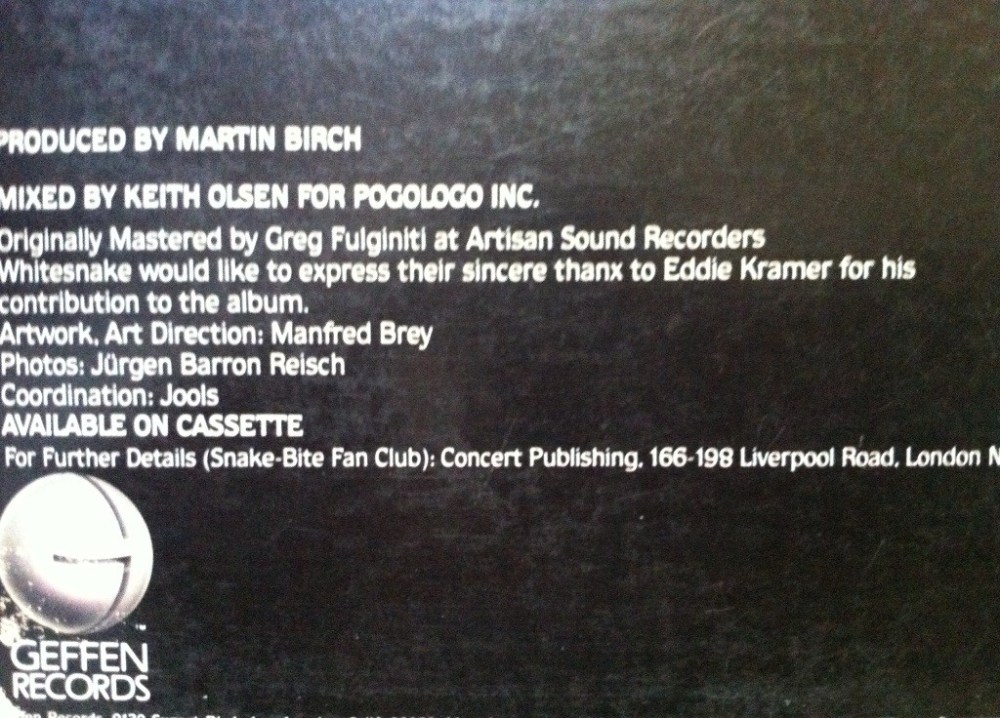 PRODUCED BY MARTIN BIRCH
MIXED BY KEITH OLSEN FOR POGOLOGO INC.
Originally Mastered by Greg Fulginiti at Artisan Sound Recorders
Whitesnake would like to express their sincere thanx to Eddie Kramer for his
contribution to the album.
Artwork, Art Direction: Manfred Brey
Photos: Jürgen Barron Reisch
Coordination: Jools
AVAILABLE ON CASSETTE
For Further Details (Snake-Bite Fan Club): Concert Publishing, 166-198 Liverpool Road, London N
GEFFEN
RECORDS